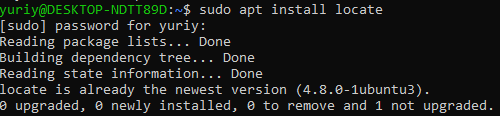 yuriy@DESKTOP-NDTT89D:~$ sudo apt install locate
[sudo] password for yuriy:
Reading package lists... Done
Building dependency tree... Done
Reading state information... Done
locate is already the newest version (4.8.0-1ubuntu3).
0 upgraded, 0 newly installed, 0 to remove and 1 not upgraded.